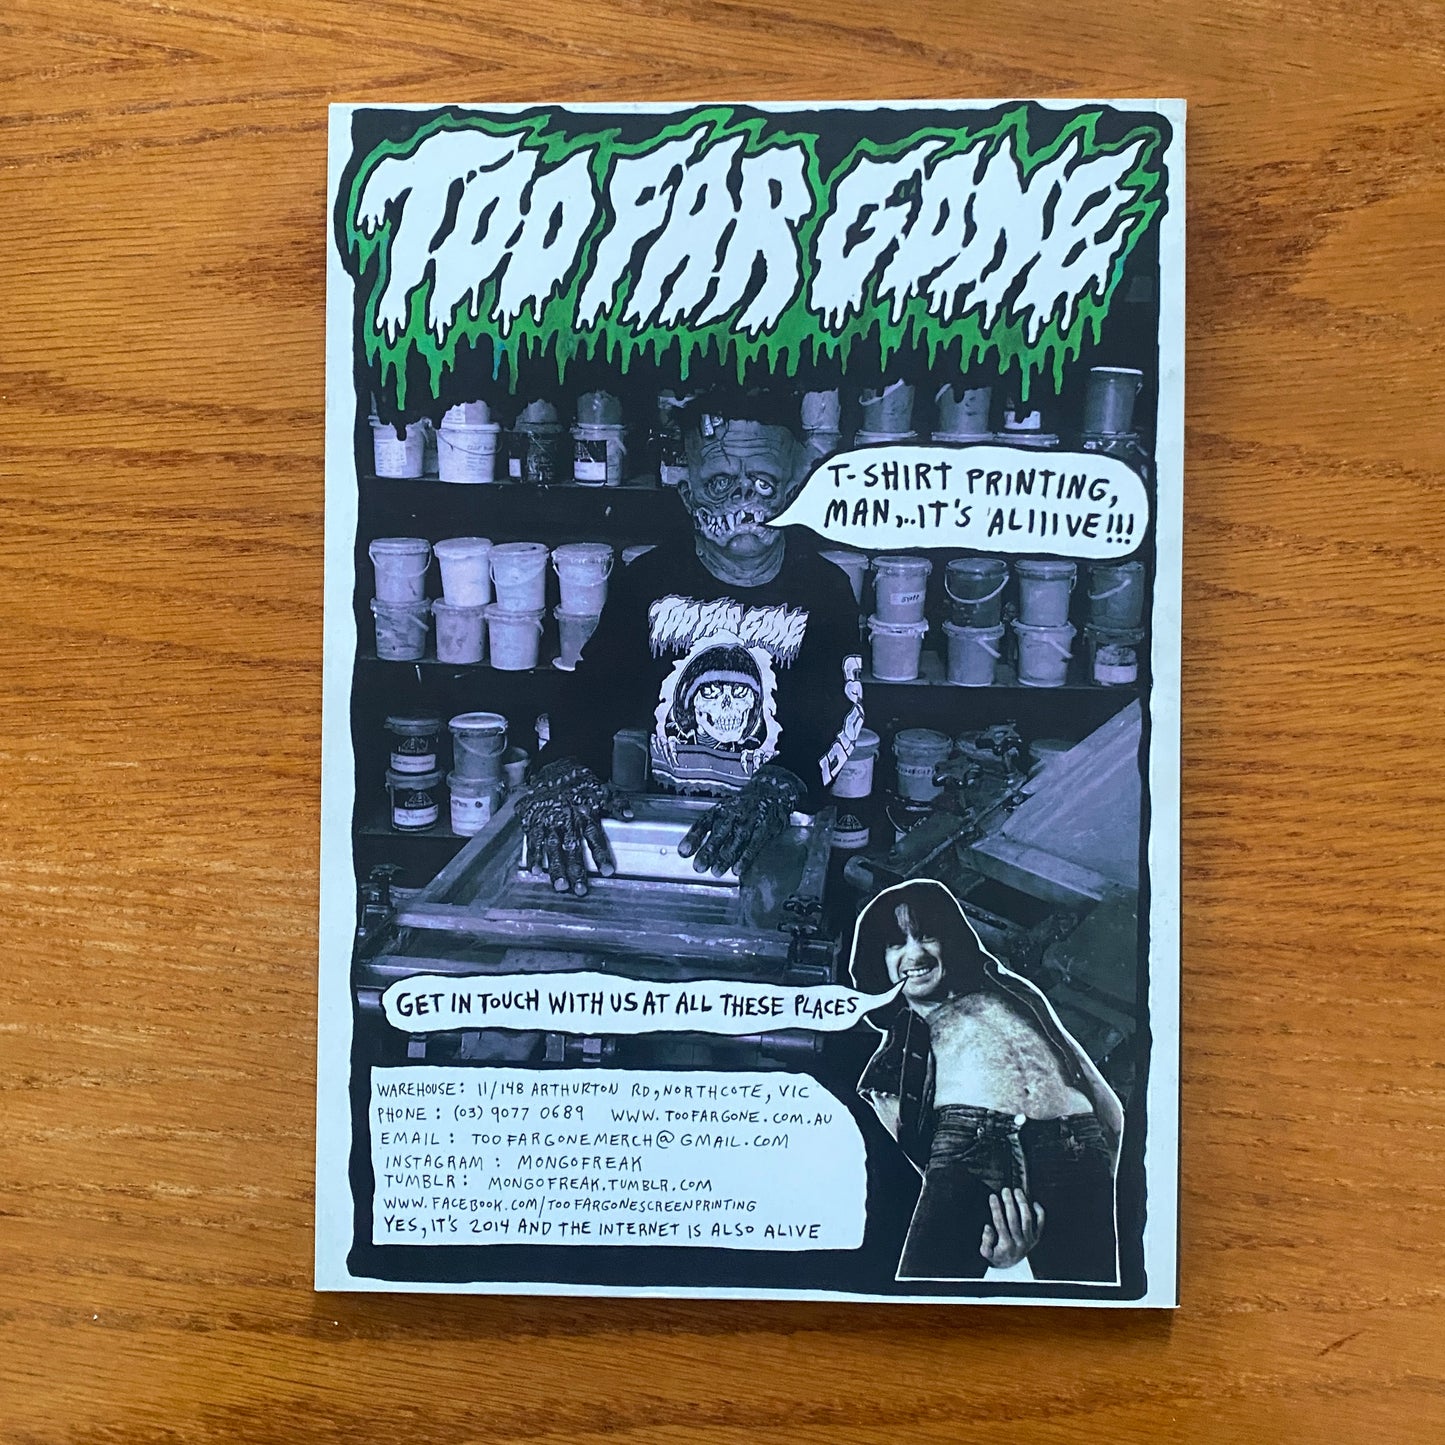 TOO FAR GONE
T-SHIRT PRINTING,
MAN,..IT'S ALIIIVE!!!
TOO FAR GONE
GET IN TOUCH WITH US AT ALL THESE PLACES
WAREHOUSE: 11/148 ARTHURTON RD, NORTHCOTE, VIC
PHONE: (03) 9077 0689 WWW.TOOFARGONE.COM.AU
EMAIL: TOOFARGONEMERCH@GMAIL.COM
INSTAGRAM: MONGOFREAK
TUMBLR: MONGOFREAK.TUMBLR.COM
WWW.FACEBOOK.COM/TOOFARGONESCREENPRINTING
YES, IT'S 2014 AND THE INTERNET IS ALSO ALIVE